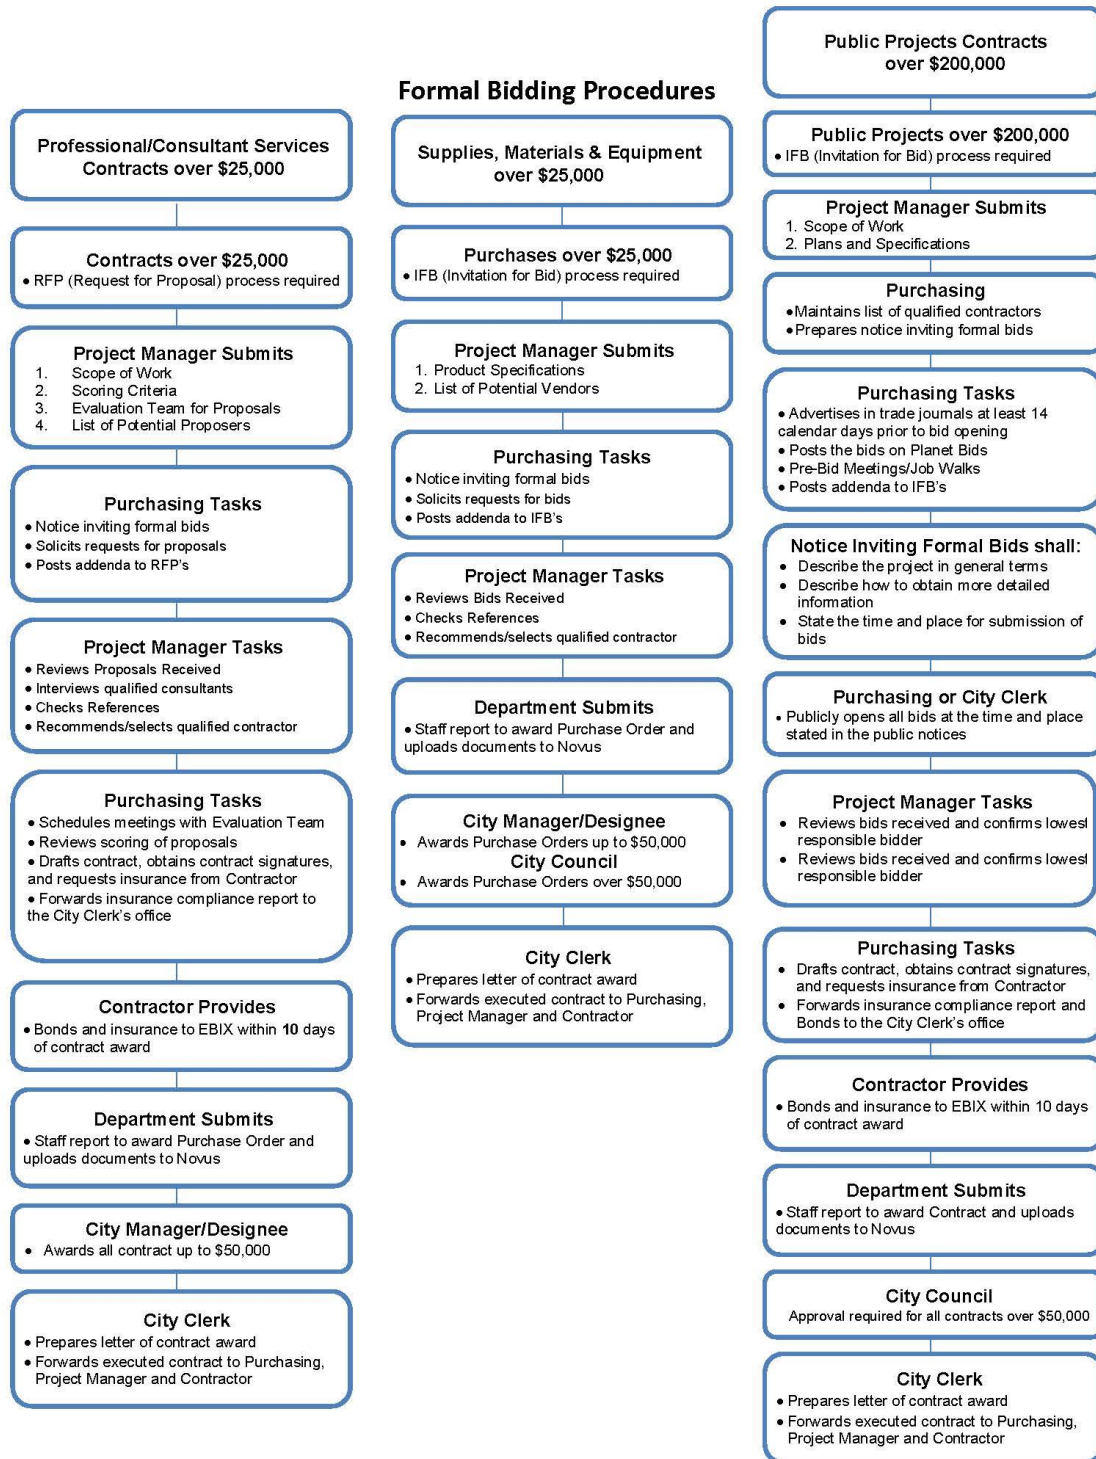 Formal Bidding Procedures
Professional/Consultant Services
Contracts over $25,000
Contracts over $25,000
• RFP (Request for Proposal) process required
Project Manager Submits
1. Scope of Work
2. Scoring Criteria
3. Evaluation Team for Proposals
4. List of Potential Proposers
Purchasing Tasks
• Notice inviting formal bids
• Solicits requests for proposals
• Posts addenda to RFP's
Project Manager Tasks
• Reviews Proposals Received
• Interviews qualified consultants
• Checks References
• Recommends/selects qualified contractor
Purchasing Tasks
• Schedules meetings with Evaluation Team
• Reviews scoring of proposals
• Drafts contract, obtains contract signatures,
and requests insurance from Contractor
• Forwards insurance compliance report to
the City Clerk's office
Contractor Provides
• Bonds and insurance to EBIX within 10 days
of contract award
Department Submits
• Staff report to award Purchase Order and
uploads documents to Novus
City Manager/Designee
• Awards all contract up to $50,000
City Clerk
• Prepares letter of contract award
• Forwards executed contract to Purchasing,
Project Manager and Contractor
Supplies, Materials & Equipment
over $25,000
Purchases over $25,000
• IFB (Invitation for Bid) process required
Project Manager Submits
1. Product Specifications
2. List of Potential Vendors
Purchasing Tasks
• Notice inviting formal bids
• Solicits requests for bids
• Posts addenda to IFB's
Project Manager Tasks
• Reviews Bids Received
• Checks References
• Recommends/selects qualified contractor
Department Submits
• Staff report to award Purchase Order and
uploads documents to Novus
City Manager/Designee
• Awards Purchase Orders up to $50,000
City Council
• Awards Purchase Orders over $50,000
City Clerk
• Prepares letter of contract award
• Forwards executed contract to Purchasing,
Project Manager and Contractor
Public Projects Contracts
over $200,000
Public Projects over $200,000
• IFB (Invitation for Bid) process required
Project Manager Submits
1. Scope of Work
2. Plans and Specifications
Purchasing
• Maintains list of qualified contractors
• Prepares notice inviting formal bids
Purchasing Tasks
• Advertises in trade journals at least 14
calendar days prior to bid opening
• Posts the bids on Planet Bids
• Pre-Bid Meetings/Job Walks
• Posts addenda to IFB's
Notice Inviting Formal Bids shall:
• Describe the project in general terms
• Describe how to obtain more detailed
information
• State the time and place for submission of
bids
Purchasing or City Clerk
• Publicly opens all bids at the time and place
stated in the public notices
Project Manager Tasks
• Reviews bids received and confirms lowest
responsible bidder
• Reviews bids received and confirms lowest
responsible bidder
Purchasing Tasks
• Drafts contract, obtains contract signatures,
and requests insurance from Contractor
• Forwards insurance compliance report and
Bonds to the City Clerk's office
Contractor Provides
• Bonds and insurance to EBIX within 10 days
of contract award
Department Submits
• Staff report to award Contract and uploads
documents to Novus
City Council
Approval required for all contracts over $50,000
City Clerk
• Prepares letter of contract award
• Forwards executed contract to Purchasing,
Project Manager and Contractor